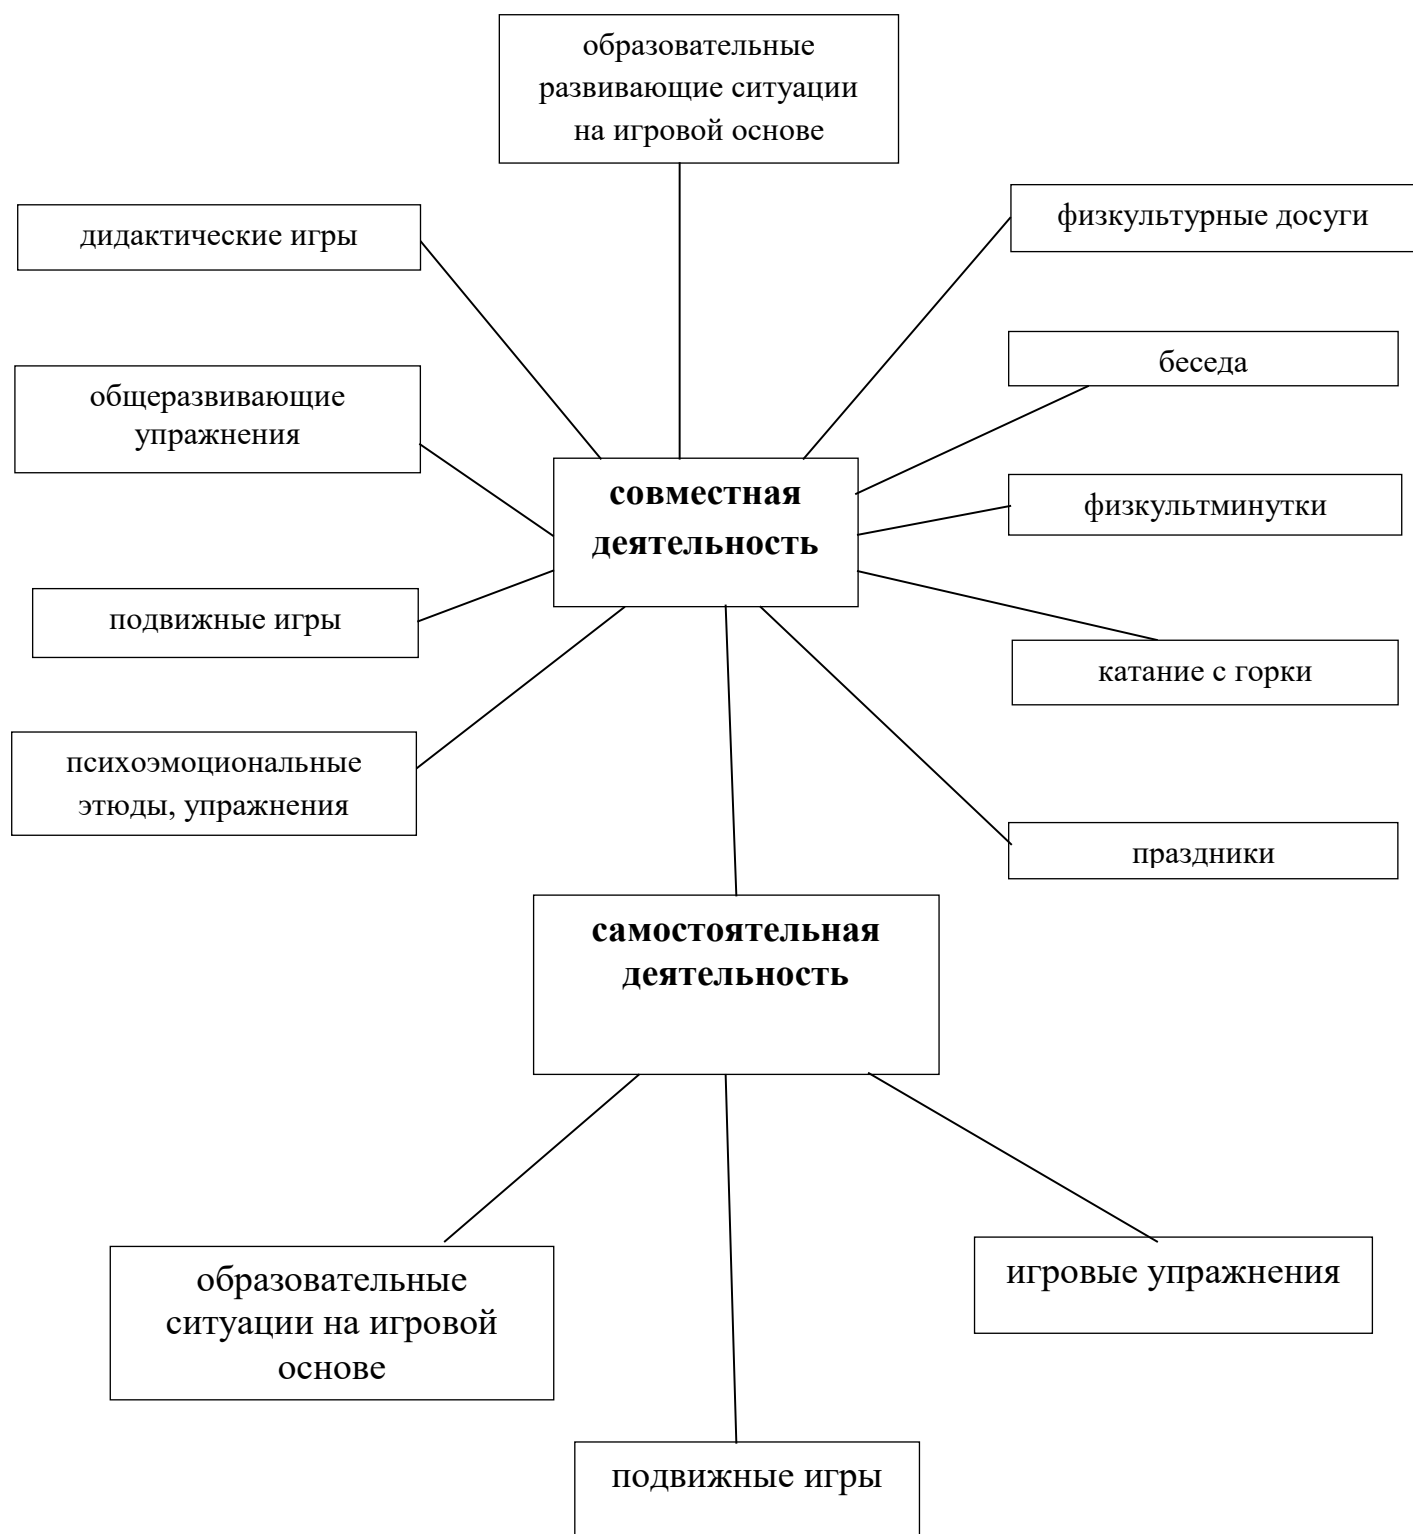 образовательные
развивающие ситуации
на игровой основе
дидактические игры
физкультурные досуги
беседа
общеразвивающие
упражнения
совместная
деятельность
физкультминутки
подвижные игры
катание с горки
психоэмоциональные
этюды, упражнения
праздники
самостоятельная
деятельность
образовательные
ситуации на игровой
основе
игровые упражнения
подвижные игры